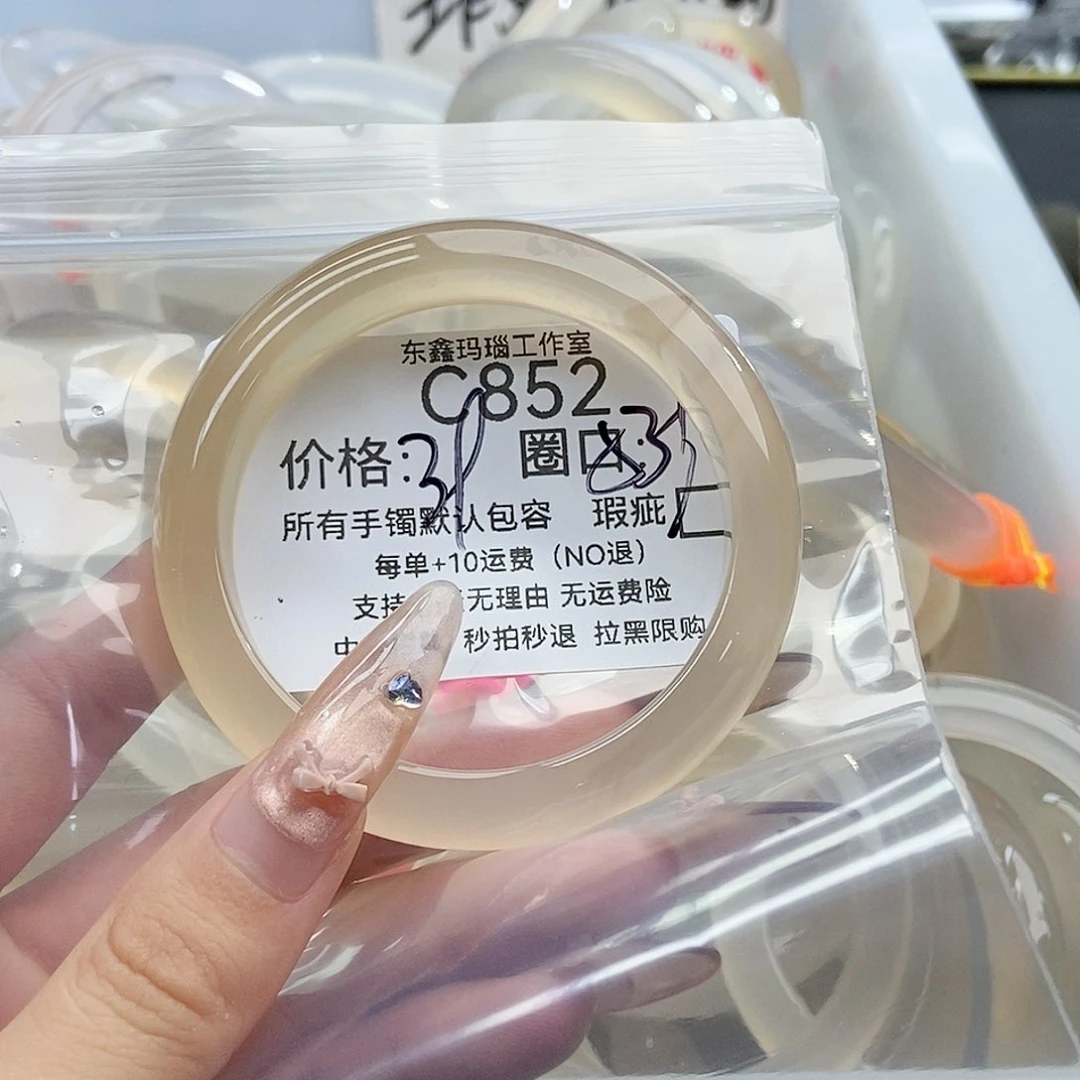 东鑫玛瑙工作室
C852
价格: 圈口:
所有手镯默认包容 瑕疵
每单+10运费（NO退）
支持 无理由 无运费险
秒拍秒退 拉黑限购